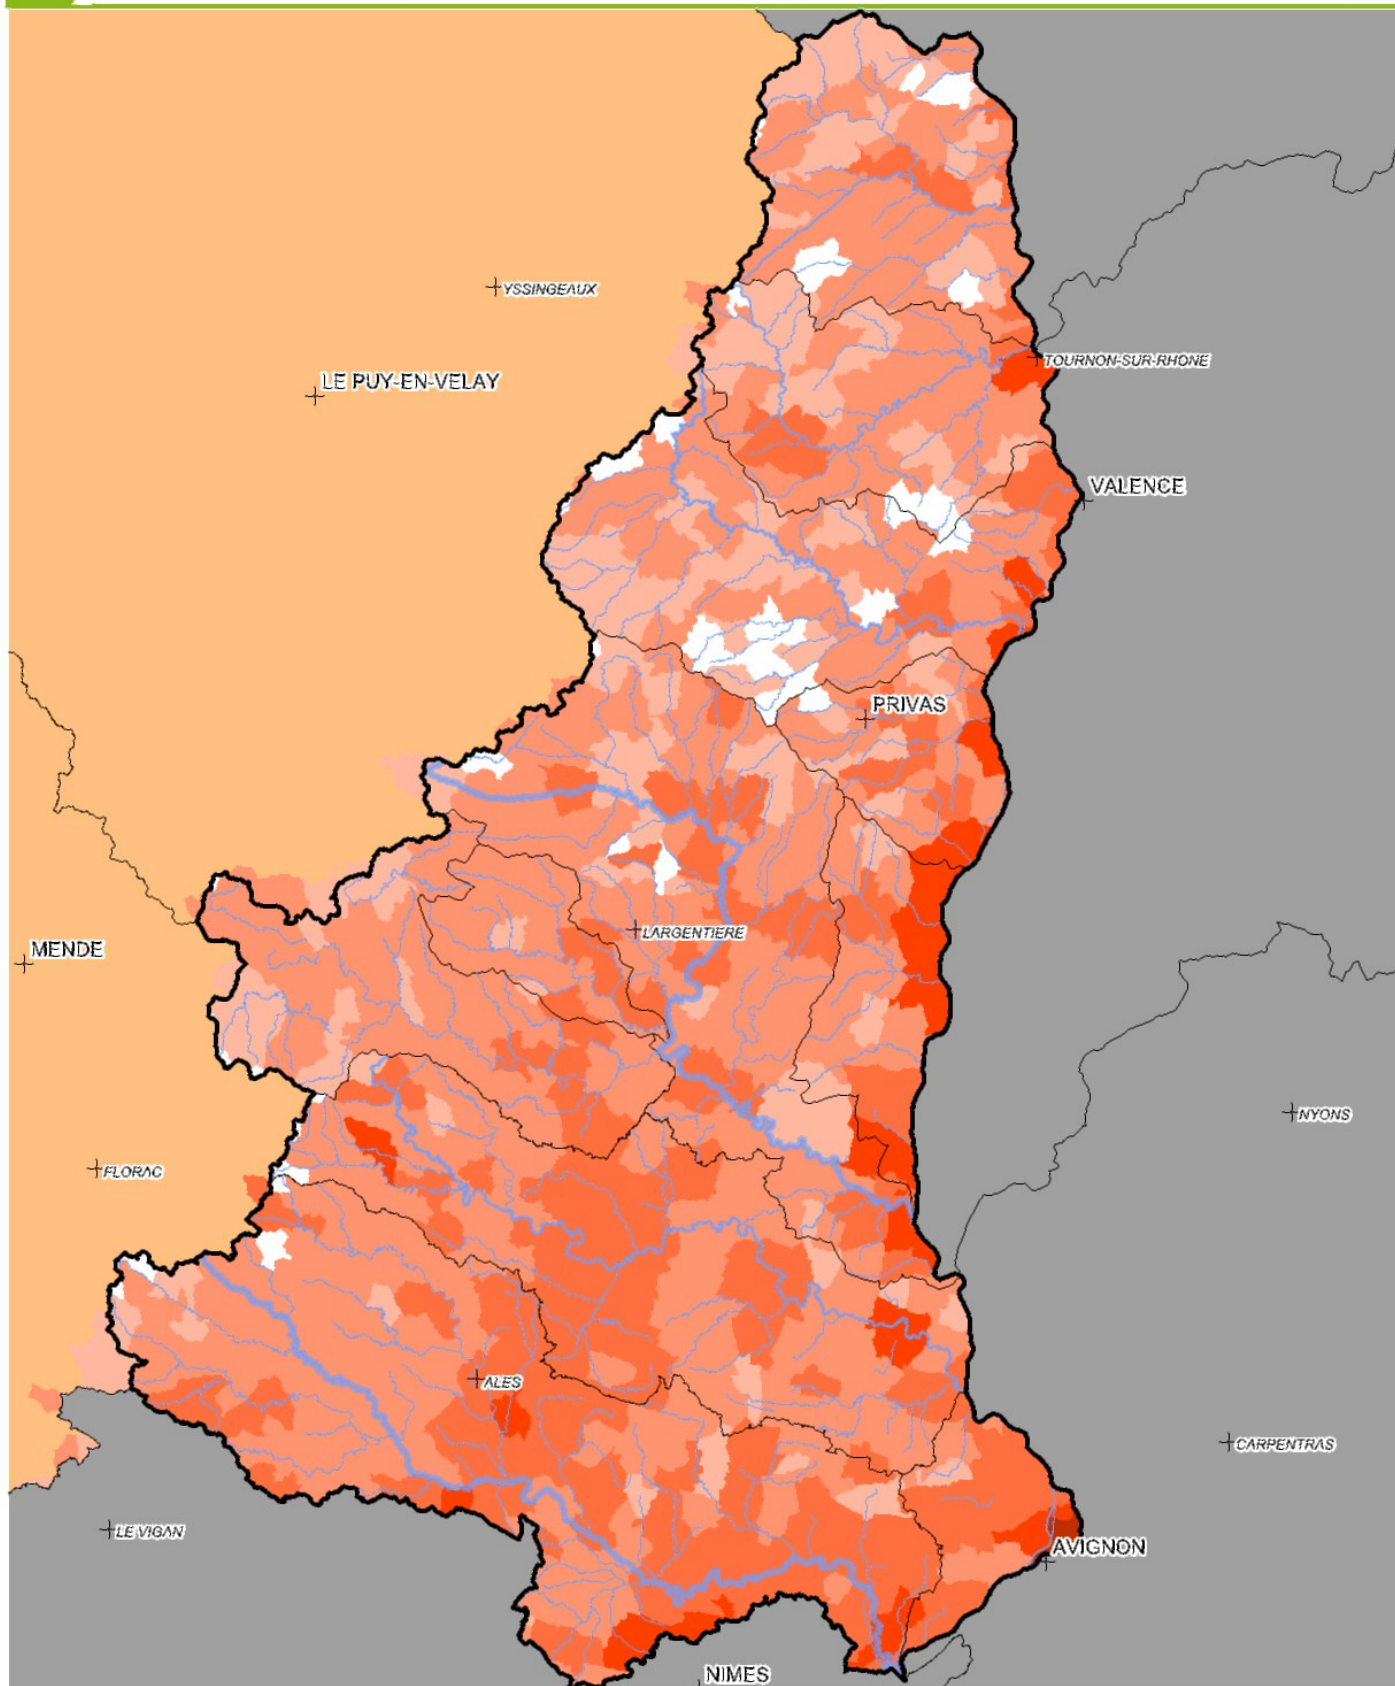 YSSINGEAUX
TOURNON-SUR-RHONE
LE PUY-EN-VELAY
VALENCE
PRIVAS
LARGENTIERE
MENDE
NYONS
FLORAC
ALES
CARPENTRAS
LE VIGAN
AVIGNON
NIMES